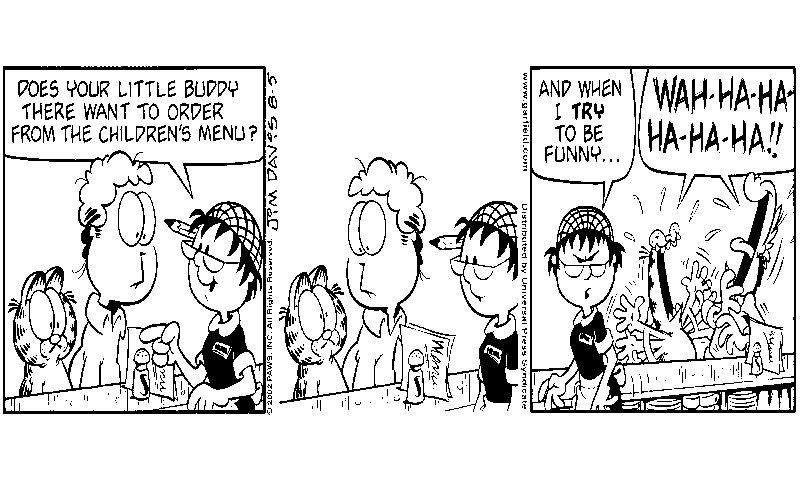 DOES YOUR LITTLE BUDDY
THERE WANT TO ORDER
FROM THE CHILDREN'S MENU?
JPM DAVIS 8-5
© 2002 PAWS, INC. All Rights Reserved.
Menu
www.garfield.com
Distributed by Universal Press Syndicate
AND WHEN
I TRY
TO BE
FUNNY...
WAH-HA-HA-
HA-HA-HA!!